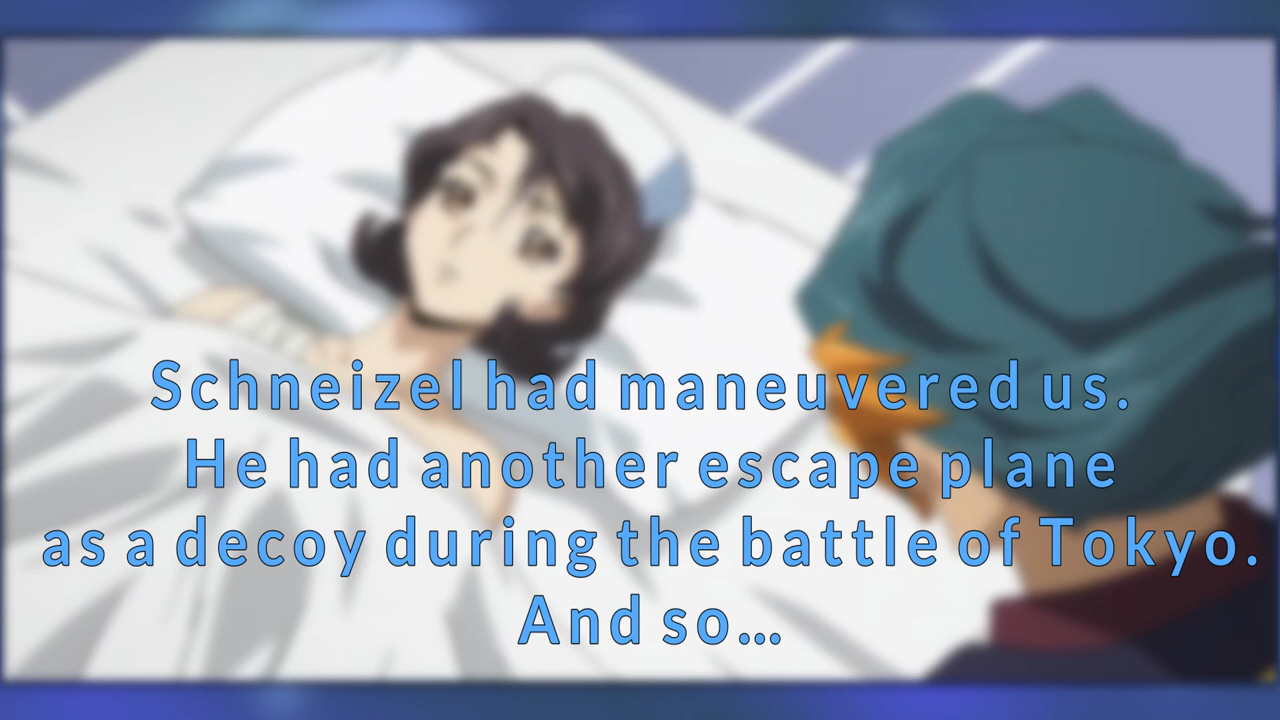 Schneizel had maneuvered us.
He had another escape plane
as a decoy during the battle of Tokyo.
And so…